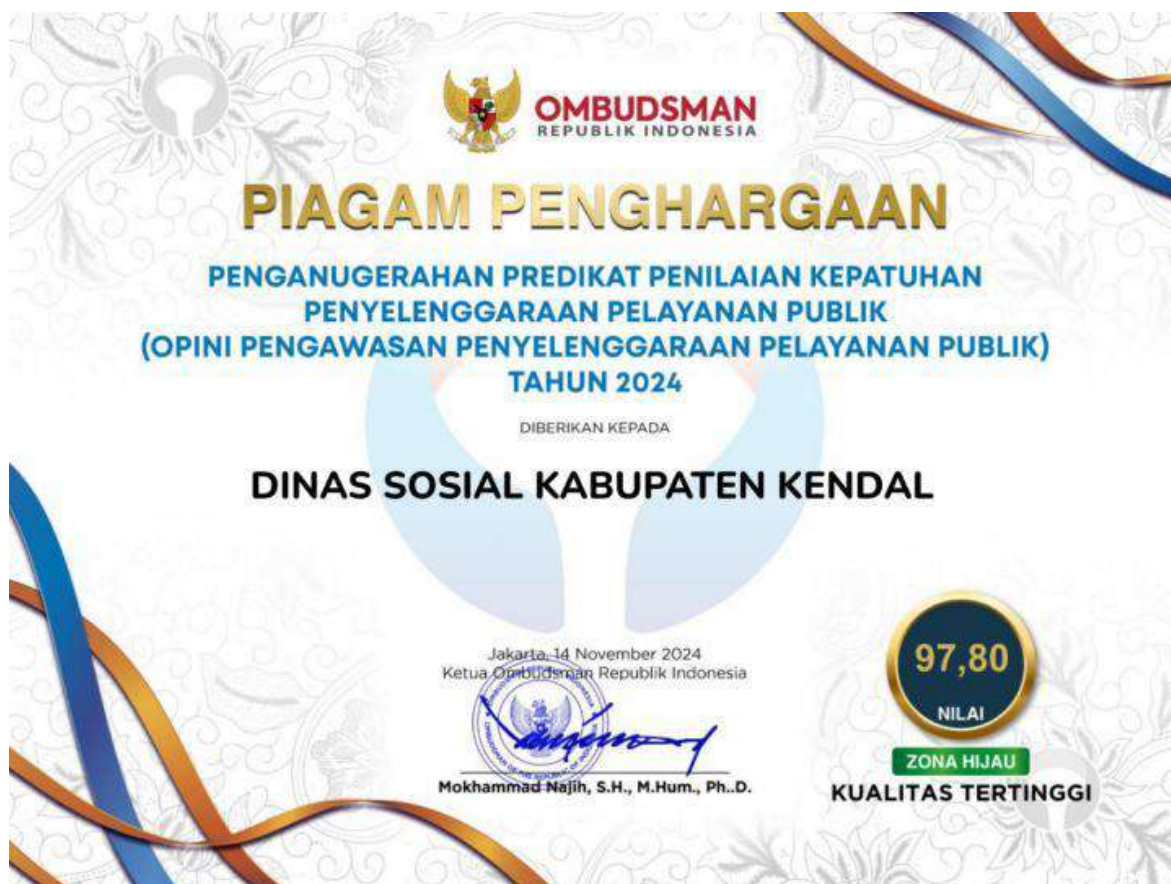 OMBUDSMAN
REPUBLIK INDONESIA
PIAGAM PENGHARGAAN
PENGANUGERAHAN PREDIKAT PENILAIAN KEPATUHAN
PENYELENGGARAAN PELAYANAN PUBLIK
(OPINI PENGAWASAN PENYELENGGARAAN PELAYANAN PUBLIK)
TAHUN 2024
DIBERIKAN KEPADA
DINAS SOSIAL KABUPATEN KENDAL
Jakarta, 14 November 2024
Ketua Ombudsman Republik Indonesia
Mokhammad Najih, S.H., M.Hum., Ph..D.
97,80
NILAI
ZONA HIJAU
KUALITAS TERTINGGI